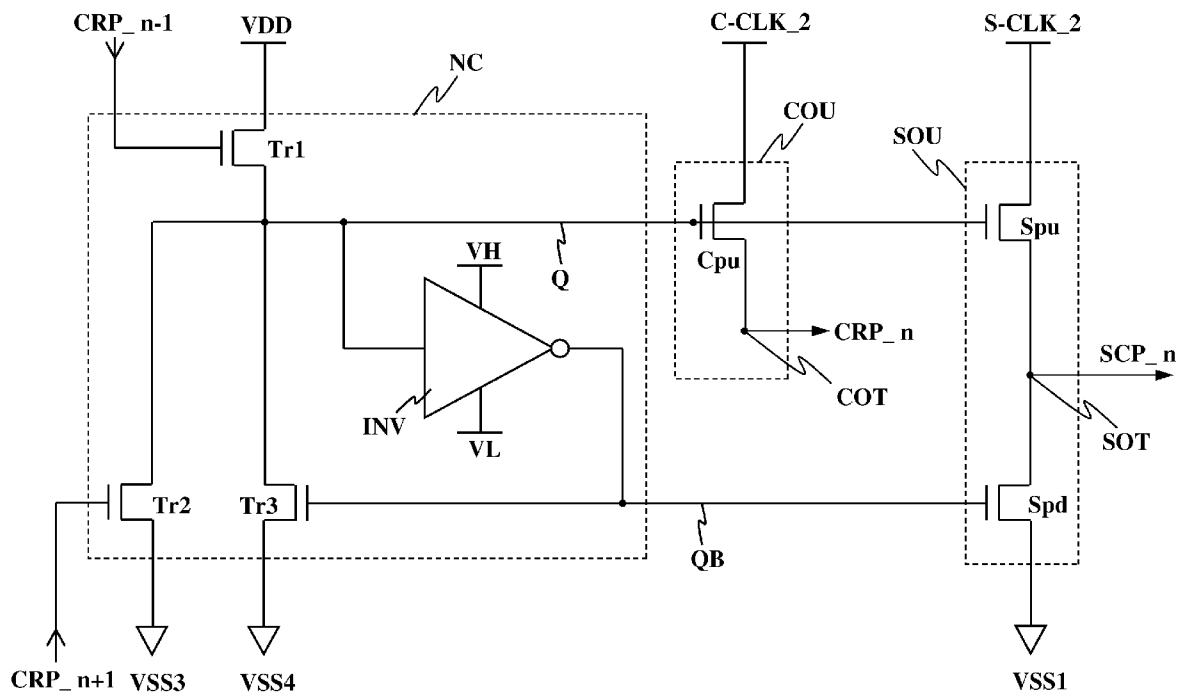 CRP_ n-1
VDD
C-CLK_2
S-CLK_2
NC
COU
SOU
Tr1
Spu
VH
Q
Cpu
CRP_ n
SCP_ n
INV
VL
COT
SOT
Tr2
Tr3
Spd
QB
CRP_ n+1
VSS3
VSS4
VSS1